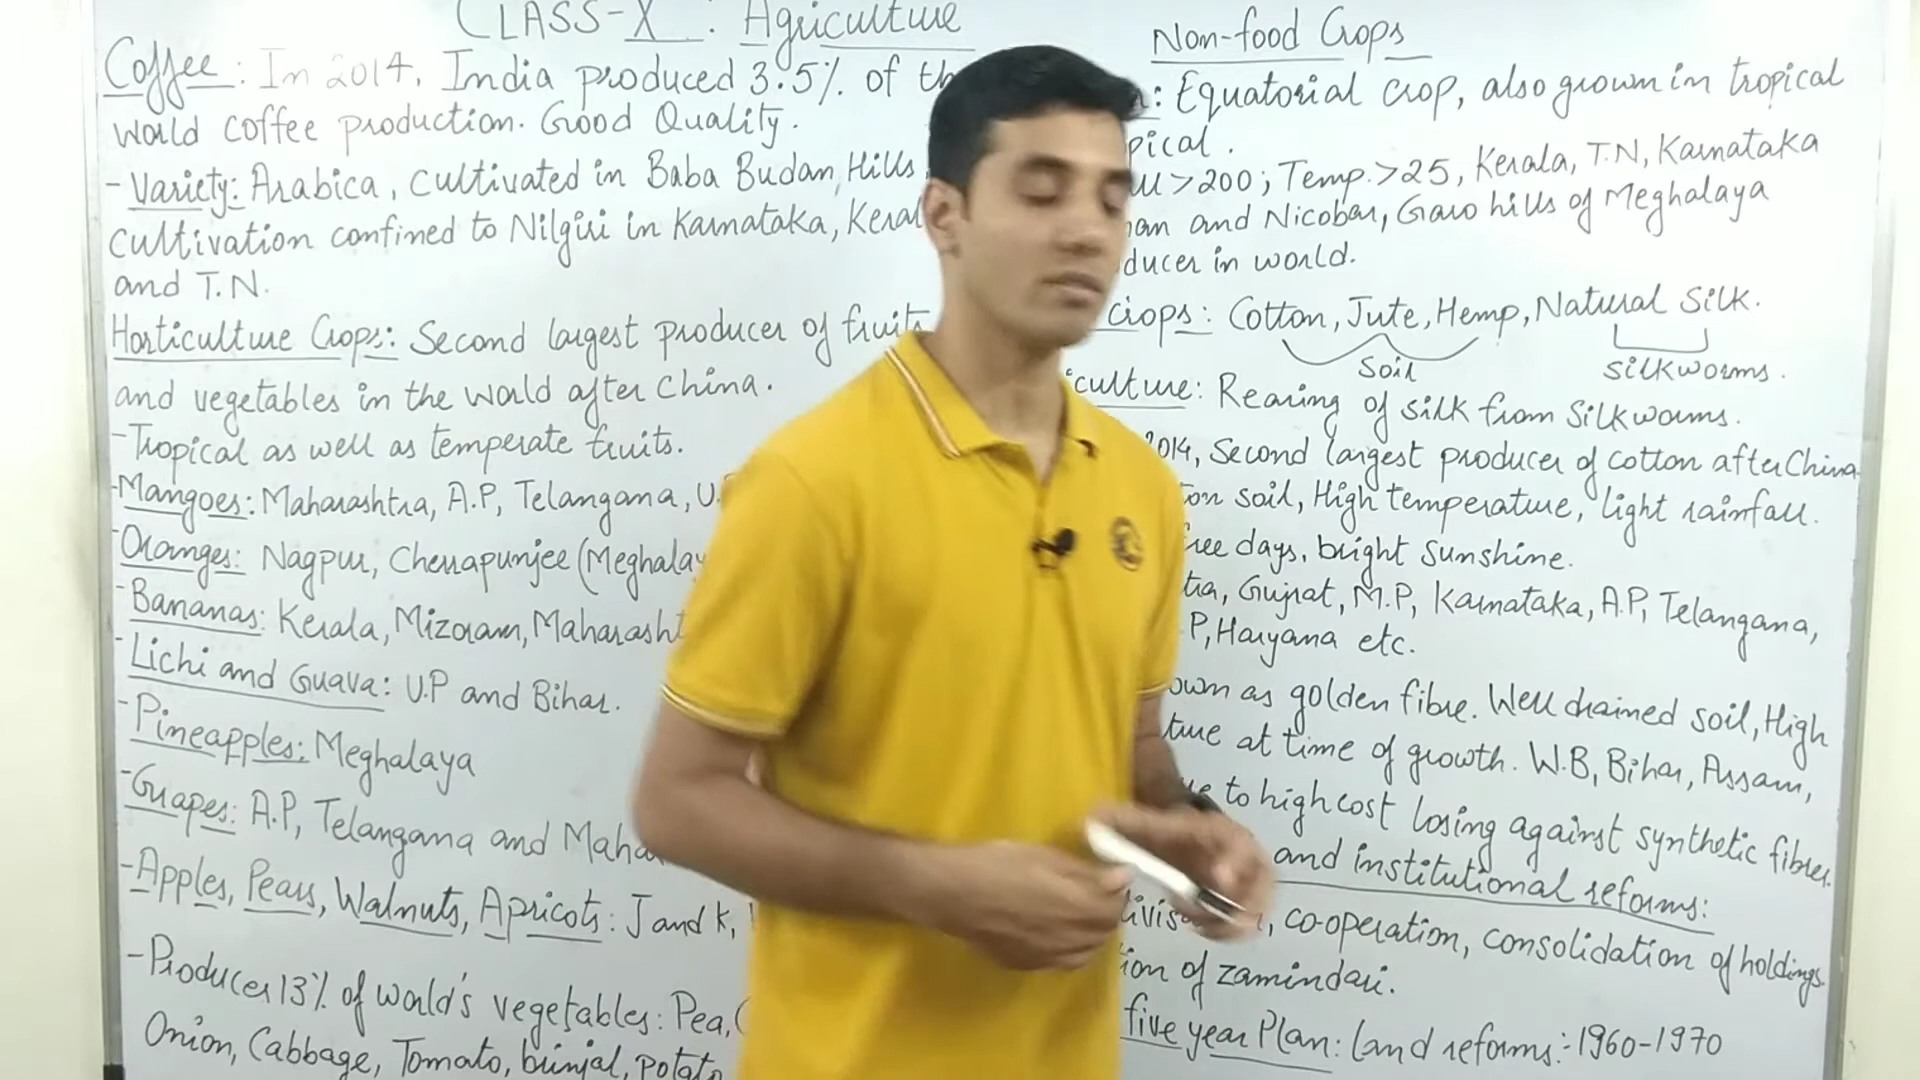 CLASS-X : Agriculture
Coffee: In 2014, India produced 3.5% of
world coffee production. Good Quality.
- Variety: Arabica, cultivated in Baba Budan Hills,
cultivation confined to Nilgiri in Karnataka,
and T.N.
Horticulture Crops: Second largest producer of fruits
and vegetables in the world after China.
- Tropical as well as temperate fruits.
- Mangoes: Maharashtra, A.P, Telangana,
- Oranges: Nagpur, Cherrapunjee
- Bananas: Kerala, Mizoram,
- Lichi and Guava: U.P and Bihar.
- Pineapples: Meghalaya
- Grapes: A.P, Telangana and
- Apples, Pears, Walnuts, Apricots: J and K,
- Produces 13% of world's vegetables: Pea,
Onion, Cabbage, Tomato, brinjal, potato
Non-food Crops
: Equatorial crop, also grown in tropical
>200; Temp.>25, Kerala, T.N, Karnataka
and Nicobar, Garo hills of Meghalaya
in world.
crops: Cotton, Jute, Hemp, Natural Silk.
Soil
silkworms.
: Rearing of silk from Silkworms.
2014, Second largest producer of cotton after China
soil, High temperature, light rainfall.
days, bright sunshine.
Gujrat, M.P, Karnataka, A.P, Telangana,
Haryana etc.
as golden fibre. Well drained soil, High
at time of growth. W.B, Bihar, Assam,
to high cost losing against synthetic fibres.
and institutional reforms:
co-operation, consolidation of holdings
of zamindari.
five year Plan: land reforms:- 1960-1970